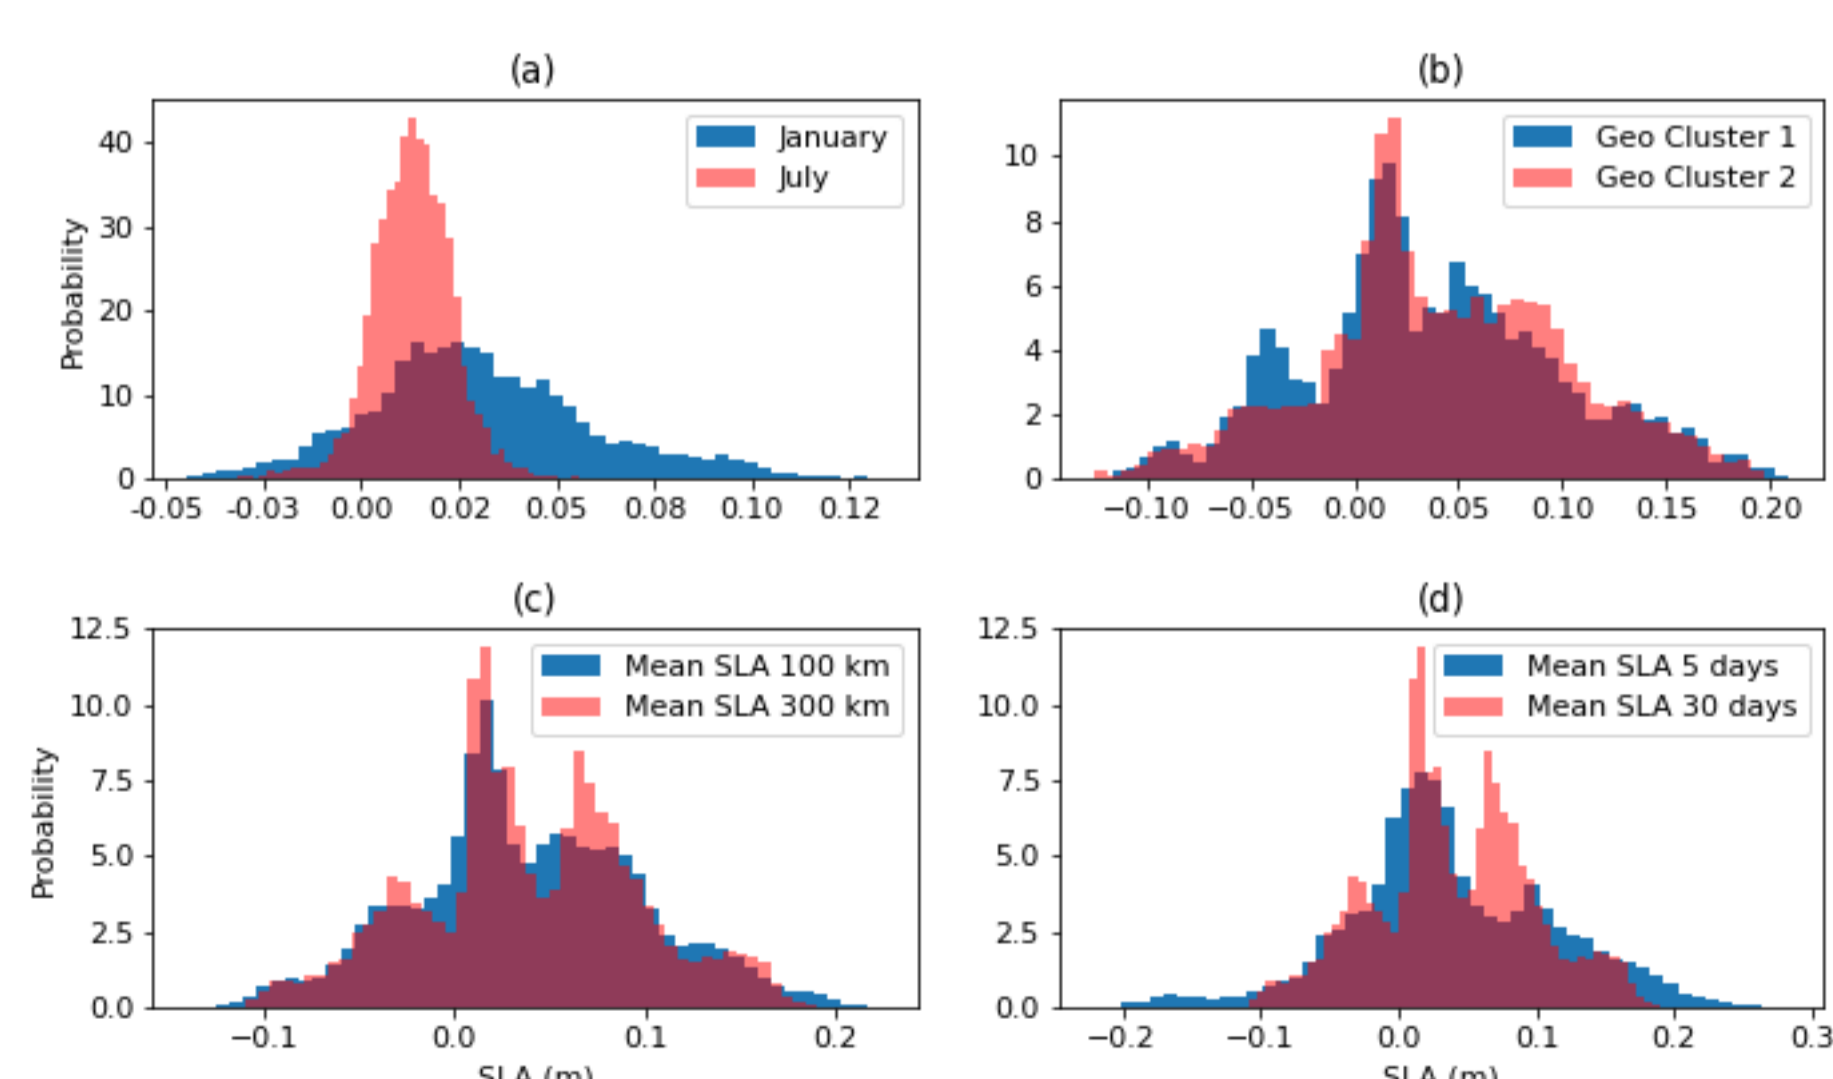 (a)
January
July
Probability
40
30
20
10
0
-0.05 -0.03 0.00 0.02 0.05 0.08 0.10 0.12
(b)
Geo Cluster 1
Geo Cluster 2
10
8
6
4
2
0
−0.10 −0.05 0.00 0.05 0.10 0.15 0.20
(c)
Mean SLA 100 km
Mean SLA 300 km
Probability
12.5
10.0
7.5
5.0
2.5
0.0
−0.1 0.0 0.1 0.2
SLA (m)
(d)
Mean SLA 5 days
Mean SLA 30 days
12.5
10.0
7.5
5.0
2.5
0.0
−0.2 −0.1 0.0 0.1 0.2 0.3
SLA (m)